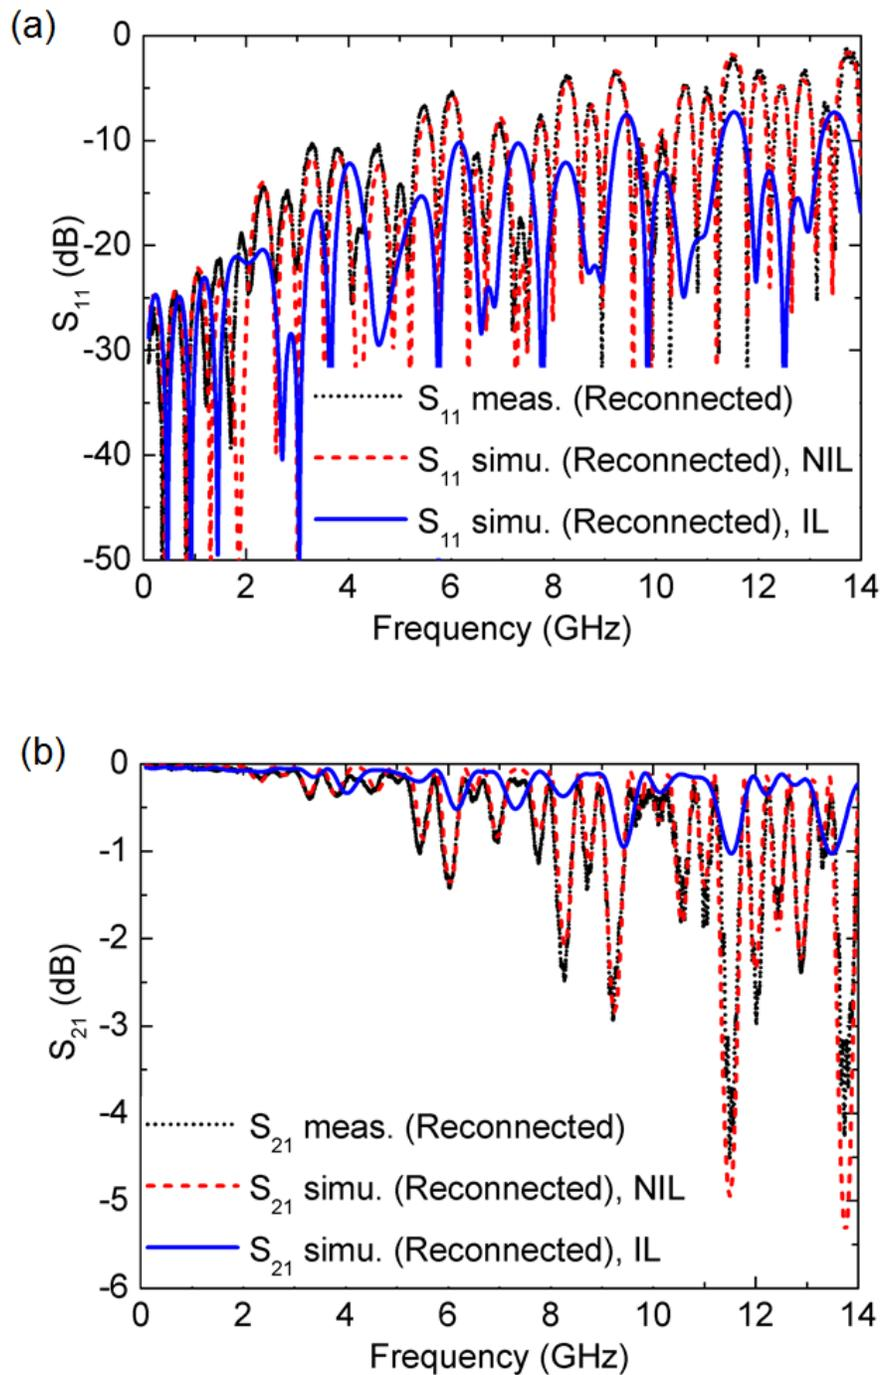 (a)
0
-10
-20
-30
-40
-50
S11 (dB)
S11 meas. (Reconnected)
S11 simu. (Reconnected), NIL
S11 simu. (Reconnected), IL
0 2 4 6 8 10 12 14
Frequency (GHz)
(b)
0
-1
-2
-3
-4
-5
-6
S21 (dB)
S21 meas. (Reconnected)
S21 simu. (Reconnected), NIL
S21 simu. (Reconnected), IL
0 2 4 6 8 10 12 14
Frequency (GHz)